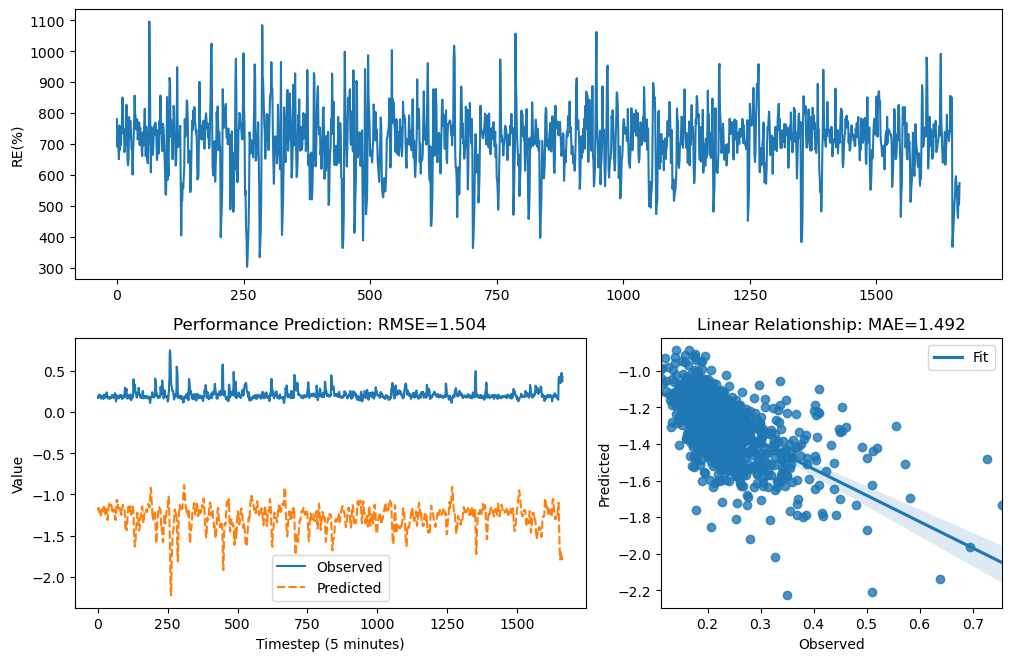 RE(%)
1100
1000
900
800
700
600
500
400
300
0 250 500 750 1000 1250 1500
Performance Prediction: RMSE=1.504
Value
0.5
0.0
−0.5
−1.0
−1.5
−2.0
Observed
Predicted
0 250 500 750 1000 1250 1500
Timestep (5 minutes)
Linear Relationship: MAE=1.492
Fit
Predicted
−1.0
−1.2
−1.4
−1.6
−1.8
−2.0
−2.2
0.2 0.3 0.4 0.5 0.6 0.7
Observed